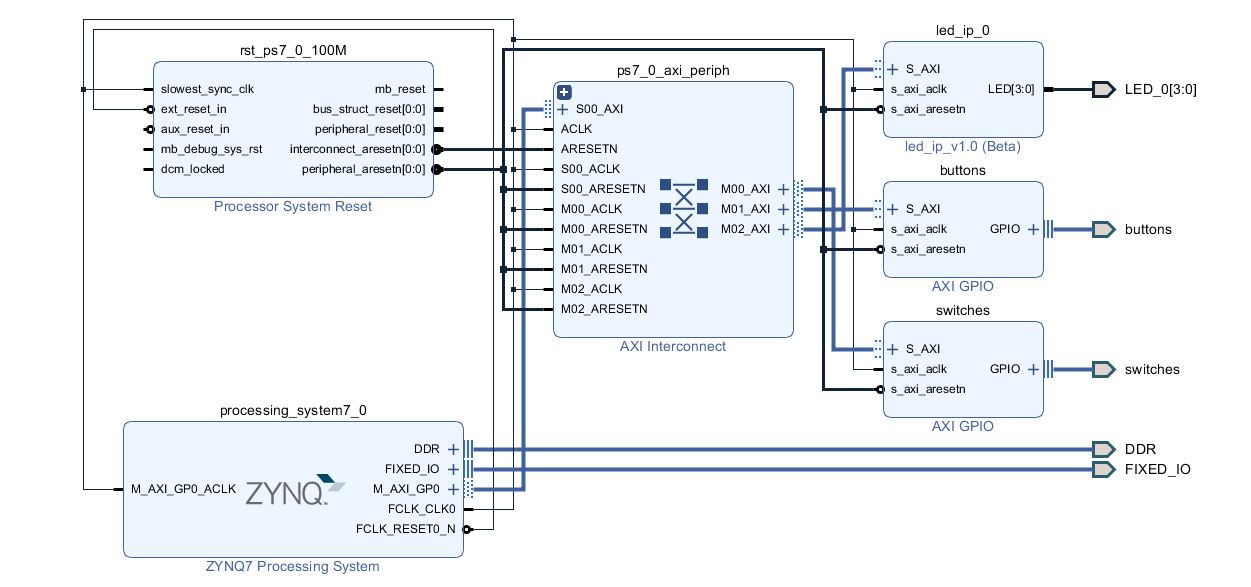 rst_ps7_0_100M
slowest_sync_clk
ext_reset_in
aux_reset_in
mb_debug_sys_rst
dcm_locked
mb_reset
bus_struct_reset[0:0]
peripheral_reset[0:0]
interconnect_aresetn[0:0]
peripheral_aresetn[0:0]
Processor System Reset
ps7_0_axi_periph
S00_AXI
ACLK
ARESETN
S00_ACLK
S00_ARESETN
M00_ACLK
M00_ARESETN
M01_ACLK
M01_ARESETN
M02_ACLK
M02_ARESETN
M00_AXI
M01_AXI
M02_AXI
AXI Interconnect
led_ip_0
S_AXI
s_axi_aclk
s_axi_aresetn
LED[3:0]
led_ip_v1.0 (Beta)
LED_0[3:0]
buttons
S_AXI
s_axi_aclk
s_axi_aresetn
GPIO
AXI GPIO
buttons
switches
S_AXI
s_axi_aclk
s_axi_aresetn
GPIO
AXI GPIO
switches
processing_system7_0
M_AXI_GP0_ACLK
ZYNQ
DDR
FIXED_IO
M_AXI_GP0
FCLK_CLK0
FCLK_RESET0_N
ZYNQ7 Processing System
DDR
FIXED_IO